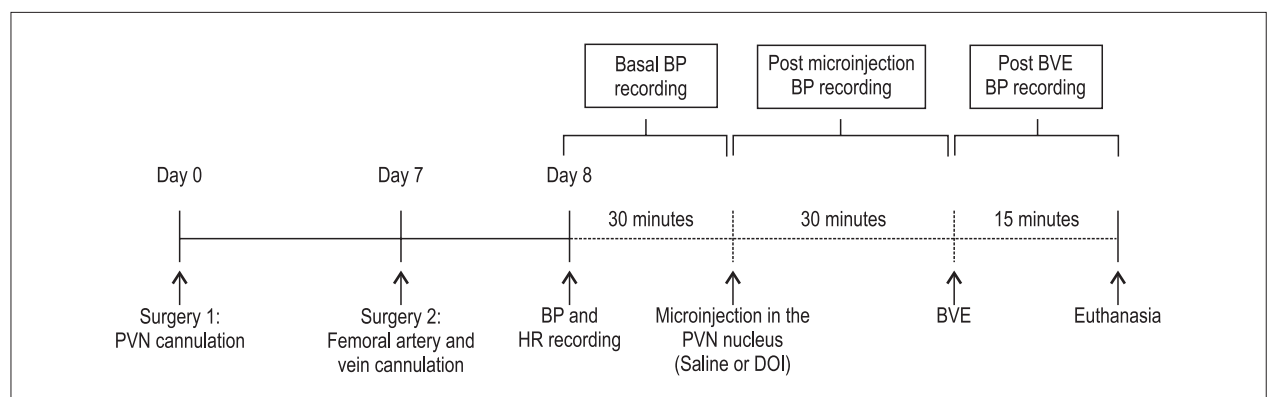 Basal BP
recording
Post microinjection
BP recording
Post BVE
BP recording
Day 0
Day 7
Day 8
30 minutes
30 minutes
15 minutes
Surgery 1:
PVN cannulation
Surgery 2:
Femoral artery and
vein cannulation
BP and
HR recording
Microinjection in the
PVN nucleus
(Saline or DOI)
BVE
Euthanasia